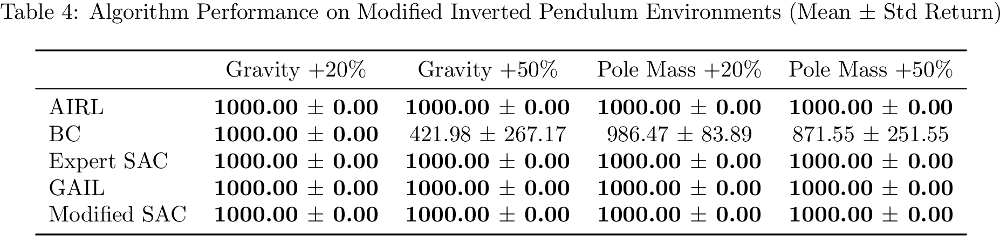 Table 4: Algorithm Performance on Modified Inverted Pendulum Environments (Mean ± Std Return)
Gravity +20% Gravity +50% Pole Mass +20% Pole Mass +50%
AIRL 1000.00 ± 0.00 1000.00 ± 0.00 1000.00 ± 0.00 1000.00 ± 0.00
BC 1000.00 ± 0.00 421.98 ± 267.17 986.47 ± 83.89 871.55 ± 251.55
Expert SAC 1000.00 ± 0.00 1000.00 ± 0.00 1000.00 ± 0.00 1000.00 ± 0.00
GAIL 1000.00 ± 0.00 1000.00 ± 0.00 1000.00 ± 0.00 1000.00 ± 0.00
Modified SAC 1000.00 ± 0.00 1000.00 ± 0.00 1000.00 ± 0.00 1000.00 ± 0.00